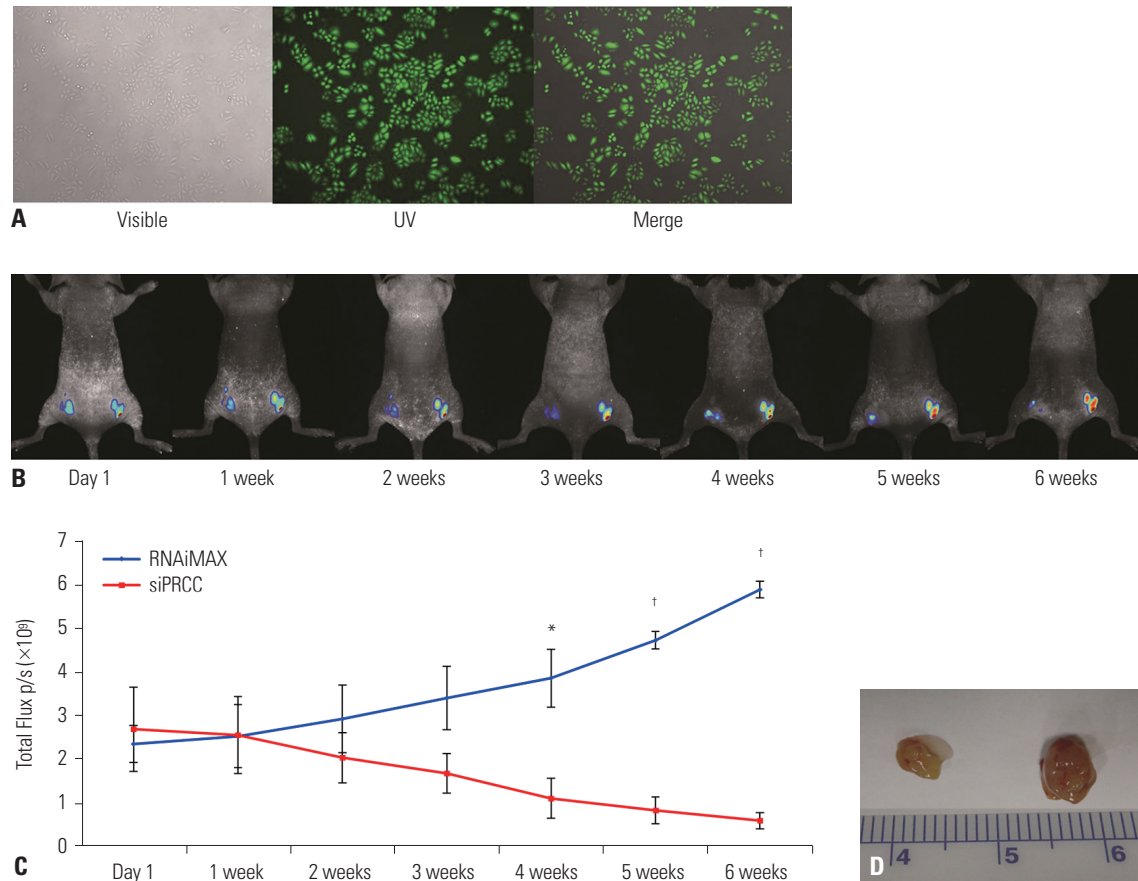 Visible UV Merge
A
Day 1 1 week 2 weeks 3 weeks 4 weeks 5 weeks 6 weeks
B
7
6
5
4
3
2
1
0
Total Flux p/s (×10⁹)
RNAiMAX
siPRCC
*
†
†
Day 1 1 week 2 weeks 3 weeks 4 weeks 5 weeks 6 weeks
C
4 5 6
D